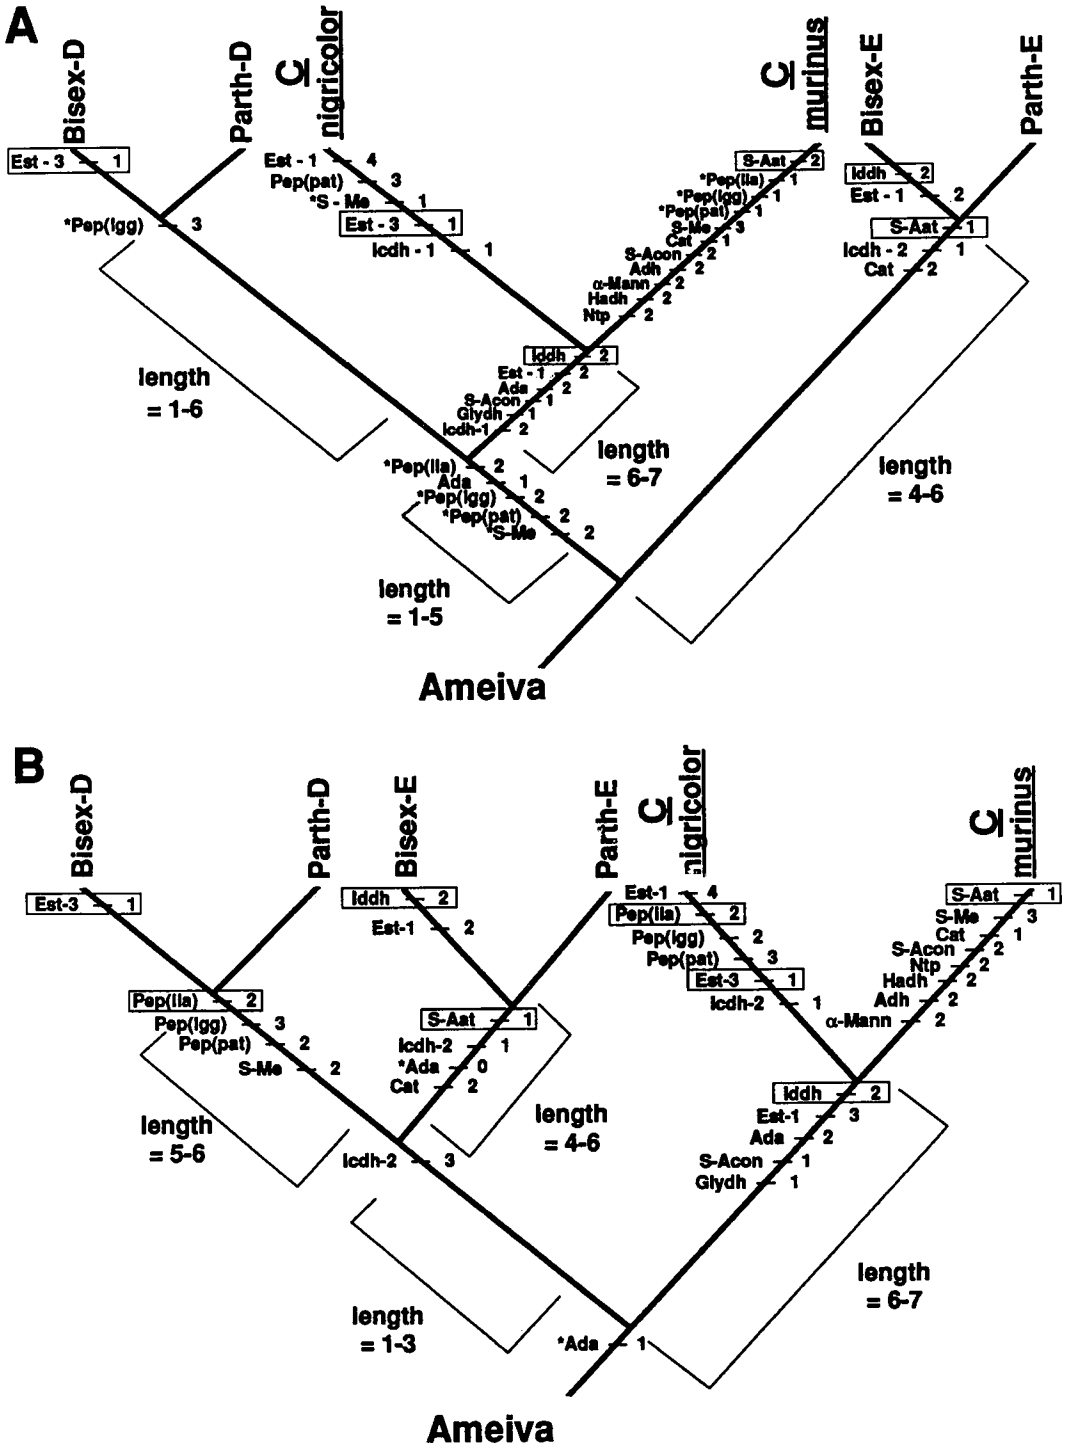 A
Bisex-D
Parth-D
C
nigricolor
C
murinus
Bisex-E
Parth-E
Est - 3 1
*Pep(lgg) 3
Est - 1 4
Pep(pat) 3
*S - Me 1
Est - 3 1
Icdh - 1 1
S-Aat 2
*Pep(lla) 1
*Pep(lgg) 1
*Pep(pat) 1
S-Me 3
Cat 1
S-Acon 2
Adh 2
α-Mann 2
Hadh 2
Ntp 2
Iddh 2
Est - 1 2
S-Aat 1
Icdh - 2 1
Cat 2
Iddh 2
Est - 1 2
Ada 2
S-Acon 1
Glydh 1
Icdh-1 2
length
= 1-6
length
= 6-7
length
= 4-6
*Pep(lla) 2
Ada 1
*Pep(lgg) 2
*Pep(pat) 2
*S-Me 2
length
= 1-5
Ameiva
B
Bisex-D
Parth-D
Bisex-E
Parth-E
C
nigricolor
C
murinus
Est-3 1
Pep(lla) 2
Pep(lgg) 3
Pep(pat) 2
S-Me 2
Iddh 2
Est-1 2
S-Aat 1
Icdh-2 1
*Ada 0
Cat 2
Est-1 4
Pep(lla) 2
Pep(lgg) 2
Pep(pat) 3
Est-3 1
Icdh-2 1
S-Aat 1
S-Me 3
Cat 1
S-Acon 2
Ntp 2
Hadh 2
Adh 2
α-Mann 2
Iddh 2
Est-1 3
Ada 2
S-Acon 1
Glydh 1
length
= 5-6
length
= 4-6
Icdh-2 3
length
= 1-3
length
= 6-7
*Ada 1
Ameiva